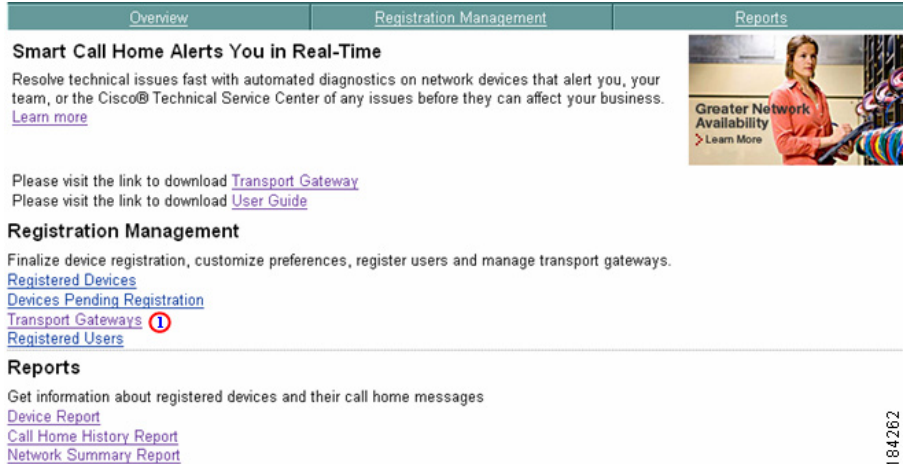 Overview
Registration Management
Reports
Smart Call Home Alerts You in Real-Time
Resolve technical issues fast with automated diagnostics on network devices that alert you, your
team, or the Cisco® Technical Service Center of any issues before they can affect your business.
Learn more
Greater Network
Availability
Learn More
Please visit the link to download Transport Gateway
Please visit the link to download User Guide
Registration Management
Finalize device registration, customize preferences, register users and manage transport gateways.
Registered Devices
Devices Pending Registration
Transport Gateways 1
Registered Users
Reports
Get information about registered devices and their call home messages
Device Report
Call Home History Report
Network Summary Report
184262